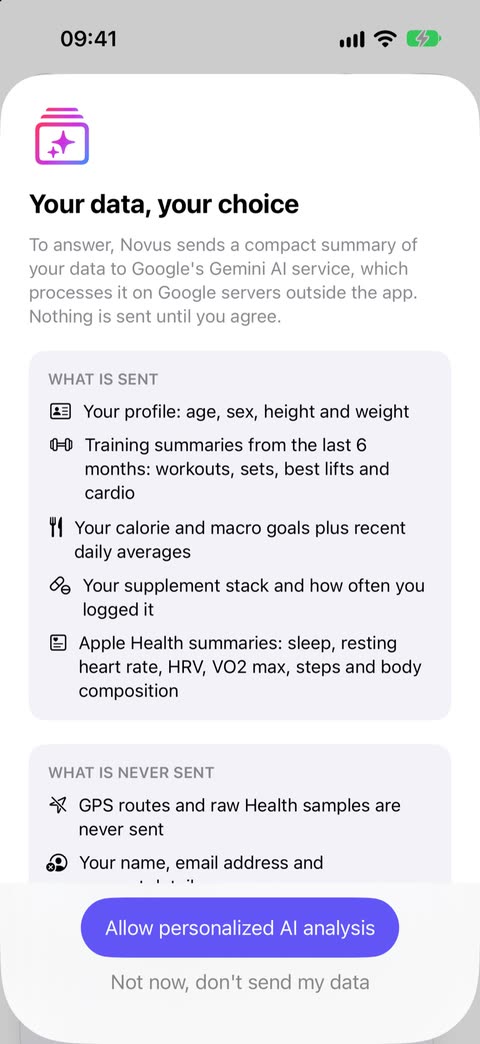 09:41
Your data, your choice
To answer, Novus sends a compact summary of
your data to Google's Gemini AI service, which
processes it on Google servers outside the app.
Nothing is sent until you agree.
WHAT IS SENT
Your profile: age, sex, height and weight
Training summaries from the last 6
months: workouts, sets, best lifts and
cardio
Your calorie and macro goals plus recent
daily averages
Your supplement stack and how often you
logged it
Apple Health summaries: sleep, resting
heart rate, HRV, VO2 max, steps and body
composition
WHAT IS NEVER SENT
GPS routes and raw Health samples are
never sent
Your name, email address and
Allow personalized AI analysis
Not now, don't send my data